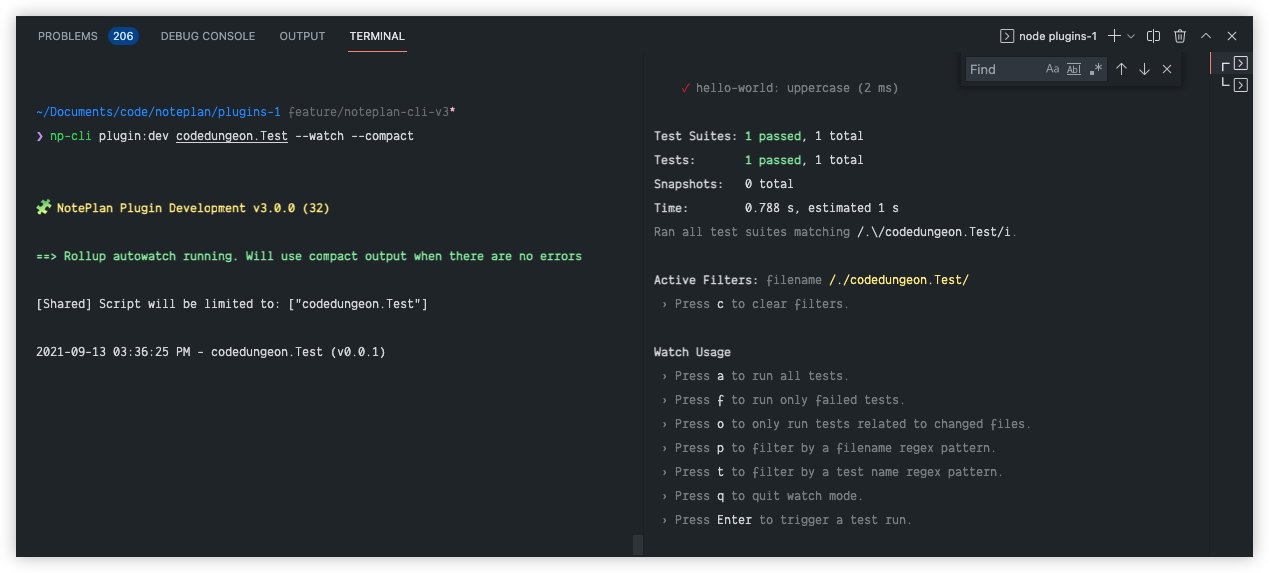 PROBLEMS 206 DEBUG CONSOLE OUTPUT TERMINAL node plugins-1
Find Aa Abl .*
~/Documents/code/noteplan/plugins-1 feature/noteplan-cli-v3*
❯ np-cli plugin:dev codedungeon.Test --watch --compact
NotePlan Plugin Development v3.0.0 (32)
==> Rollup autowatch running. Will use compact output when there are no errors
[Shared] Script will be limited to: ["codedungeon.Test"]
2021-09-13 03:36:25 PM - codedungeon.Test (v0.0.1)
✓ hello-world: uppercase (2 ms)
Test Suites: 1 passed, 1 total
Tests: 1 passed, 1 total
Snapshots: 0 total
Time: 0.788 s, estimated 1 s
Ran all test suites matching /.\/codedungeon.Test/i.
Active Filters: filename /./codedungeon.Test/
› Press c to clear filters.
Watch Usage
› Press a to run all tests.
› Press f to run only failed tests.
› Press o to only run tests related to changed files.
› Press p to filter by a filename regex pattern.
› Press t to filter by a test name regex pattern.
› Press q to quit watch mode.
› Press Enter to trigger a test run.